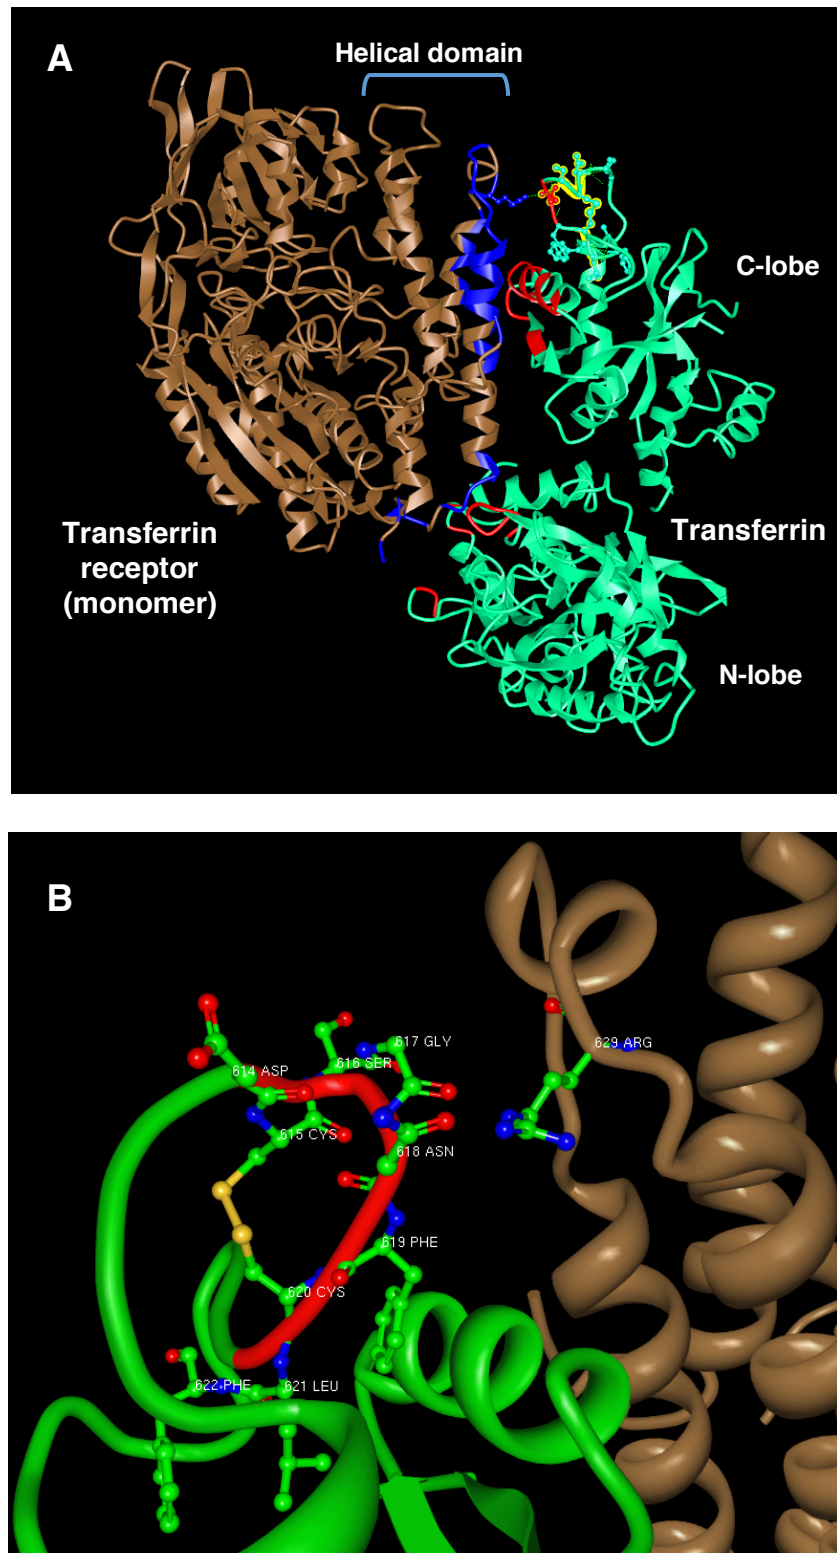 A
Helical domain
C-lobe
Transferrin
receptor
(monomer)
Transferrin
N-lobe
B
617 GLY
629 ARG
616 SER
614 ASP
615 CYS
618 ASN
619 PHE
620 CYS
622 PHE
621 LEU